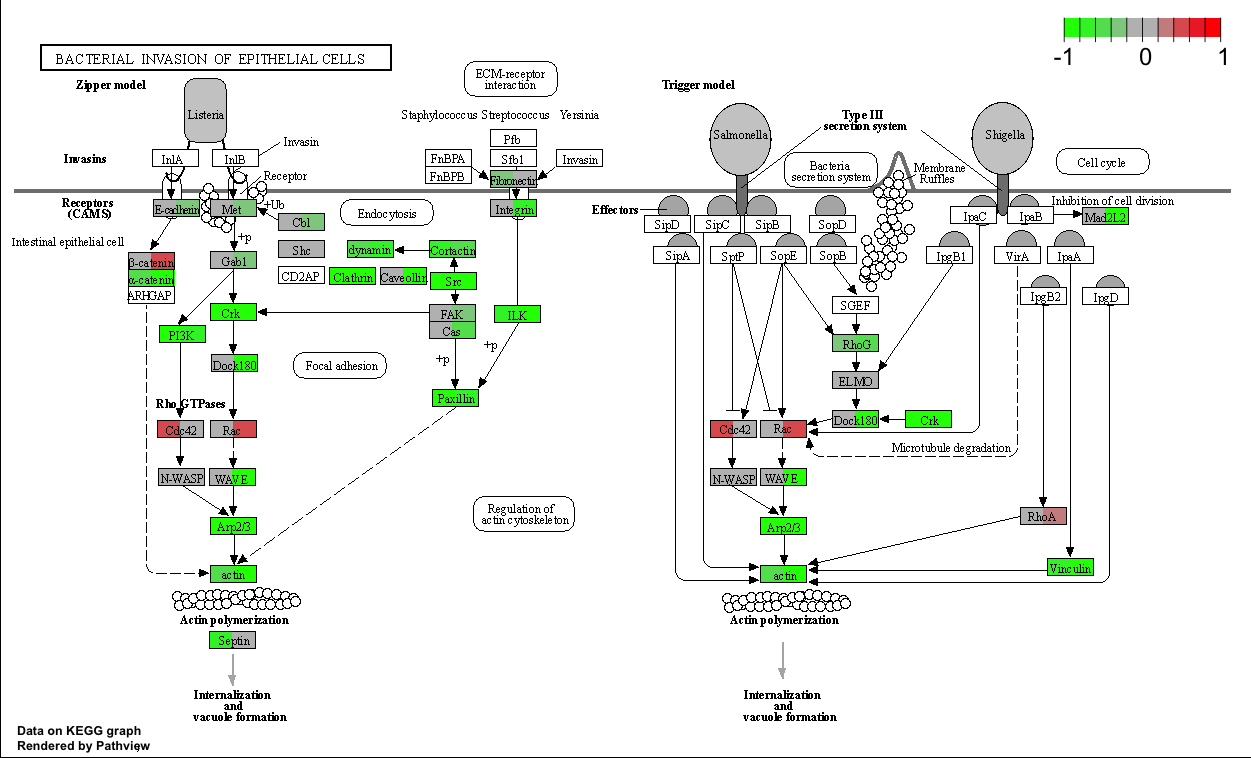 -1 0 1
BACTERIAL INVASION OF EPITHELIAL CELLS
Zipper model
Listeria
Invasin
Invasins
InlA
InlB
Receptor
Receptors
(CAMS)
E-cadherin
Met
+Ub
Cbl
Intestinal epithelial cell
+p
Shc
β-catenin
α-catenin
ARHGAP
Gab1
CD2AP
Crk
PI3K
Dock180
Rho GTPases
Cdc42
Rac
N-WASP
WAVE
Arp2/3
actin
Actin polymerization
Septin
Internalization
and
vacuole formation
ECM-receptor
interaction
Staphylococcus
Streptococcus
Yersinia
Pfb
FnBPA
Sfb1
Invasin
FnBPB
Fibronectin
Integrin
Endocytosis
dynamin
Cortactin
Clathrin
Caveollin
Src
FAK
Cas
ILK
+p
+p
Focal adhesion
Paxillin
Regulation of
actin cytoskeleton
Trigger model
Salmonella
Type III
secretion system
Shigella
Bacteria
secretion system
Membrane
Ruffles
Cell cycle
Effectors
SipD
SipC
SipB
SopD
IpaC
IpaB
Inhibition of cell division
Mad2L2
SipA
SptP
SopE
SopB
IpgB1
VirA
IpaA
SGEF
IpgB2
IpgD
RhoG
ELMO
Dock180
Crk
Cdc42
Rac
Microtubule degradation
N-WASP
WAVE
RhoA
Arp2/3
actin
Vinculin
Actin polymerization
Internalization
and
vacuole formation
Data on KEGG graph
Rendered by Pathview